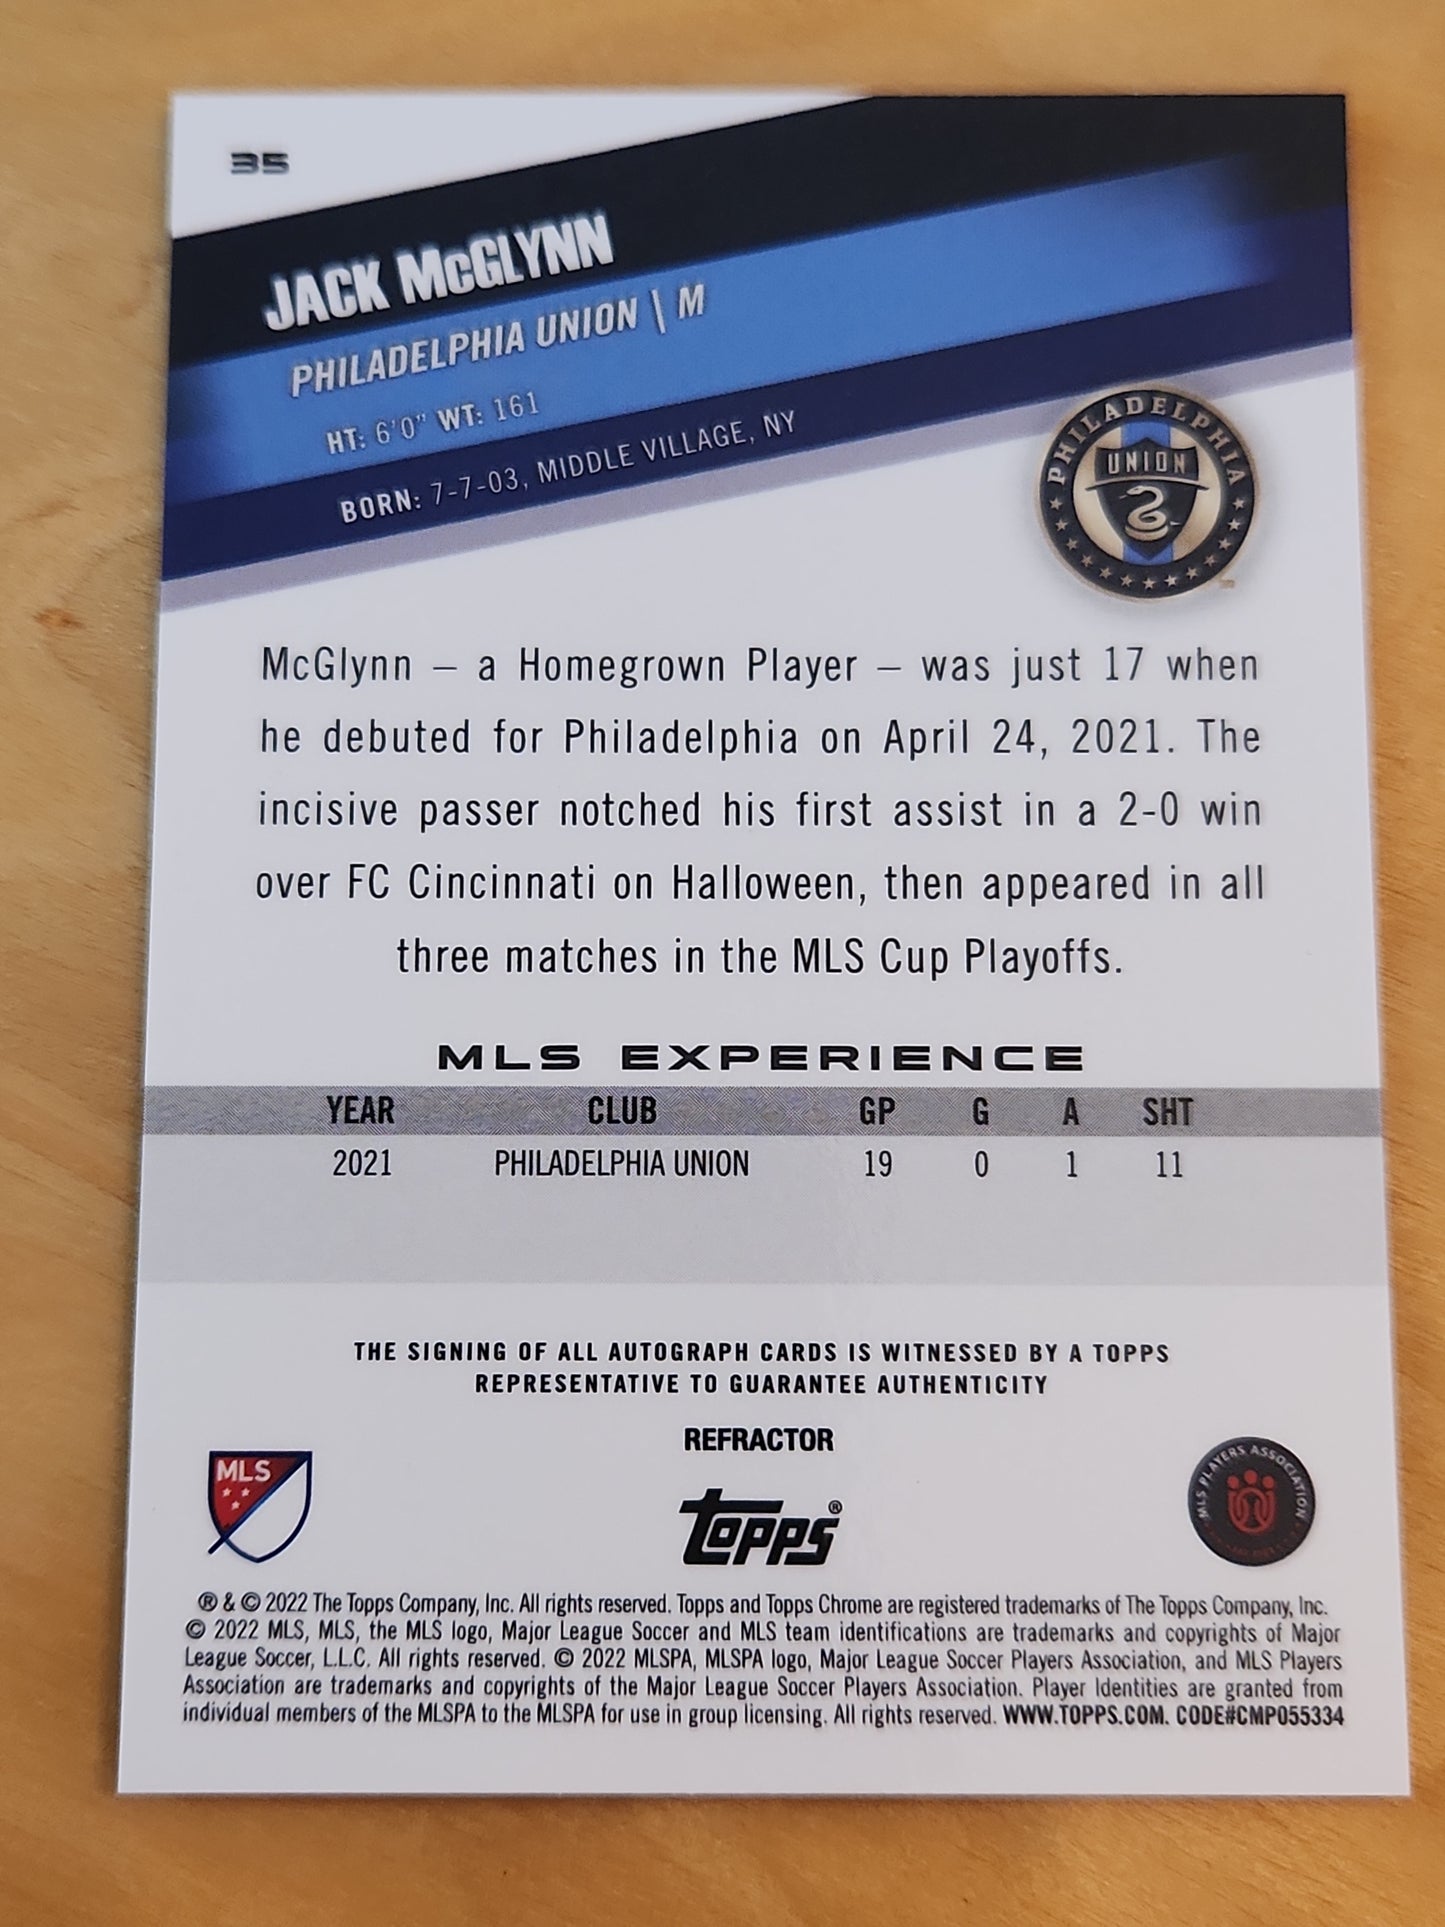 35
JACK McGLYNN
PHILADELPHIA UNION \ M
HT: 6'0" WT: 161
BORN: 7-7-03, MIDDLE VILLAGE, NY
PHILADELPHIA
UNION
McGlynn – a Homegrown Player – was just 17 when
he debuted for Philadelphia on April 24, 2021. The
incisive passer notched his first assist in a 2-0 win
over FC Cincinnati on Halloween, then appeared in all
three matches in the MLS Cup Playoffs.
MLS EXPERIENCE
YEAR CLUB GP G A SHT
2021 PHILADELPHIA UNION 19 0 1 11
THE SIGNING OF ALL AUTOGRAPH CARDS IS WITNESSED BY A TOPPS
REPRESENTATIVE TO GUARANTEE AUTHENTICITY
REFRACTOR
MLS
topps®
MLS PLAYERS ASSOCIATION
® & © 2022 The Topps Company, Inc. All rights reserved. Topps and Topps Chrome are registered trademarks of The Topps Company, Inc.
© 2022 MLS, MLS, the MLS logo, Major League Soccer and MLS team identifications are trademarks and copyrights of Major
League Soccer, L.L.C. All rights reserved. © 2022 MLSPA, MLSPA logo, Major League Soccer Players Association, and MLS Players
Association are trademarks and copyrights of the Major League Soccer Players Association. Player Identities are granted from
individual members of the MLSPA to the MLSPA for use in group licensing. All rights reserved. WWW.TOPPS.COM. CODE#CMP055334